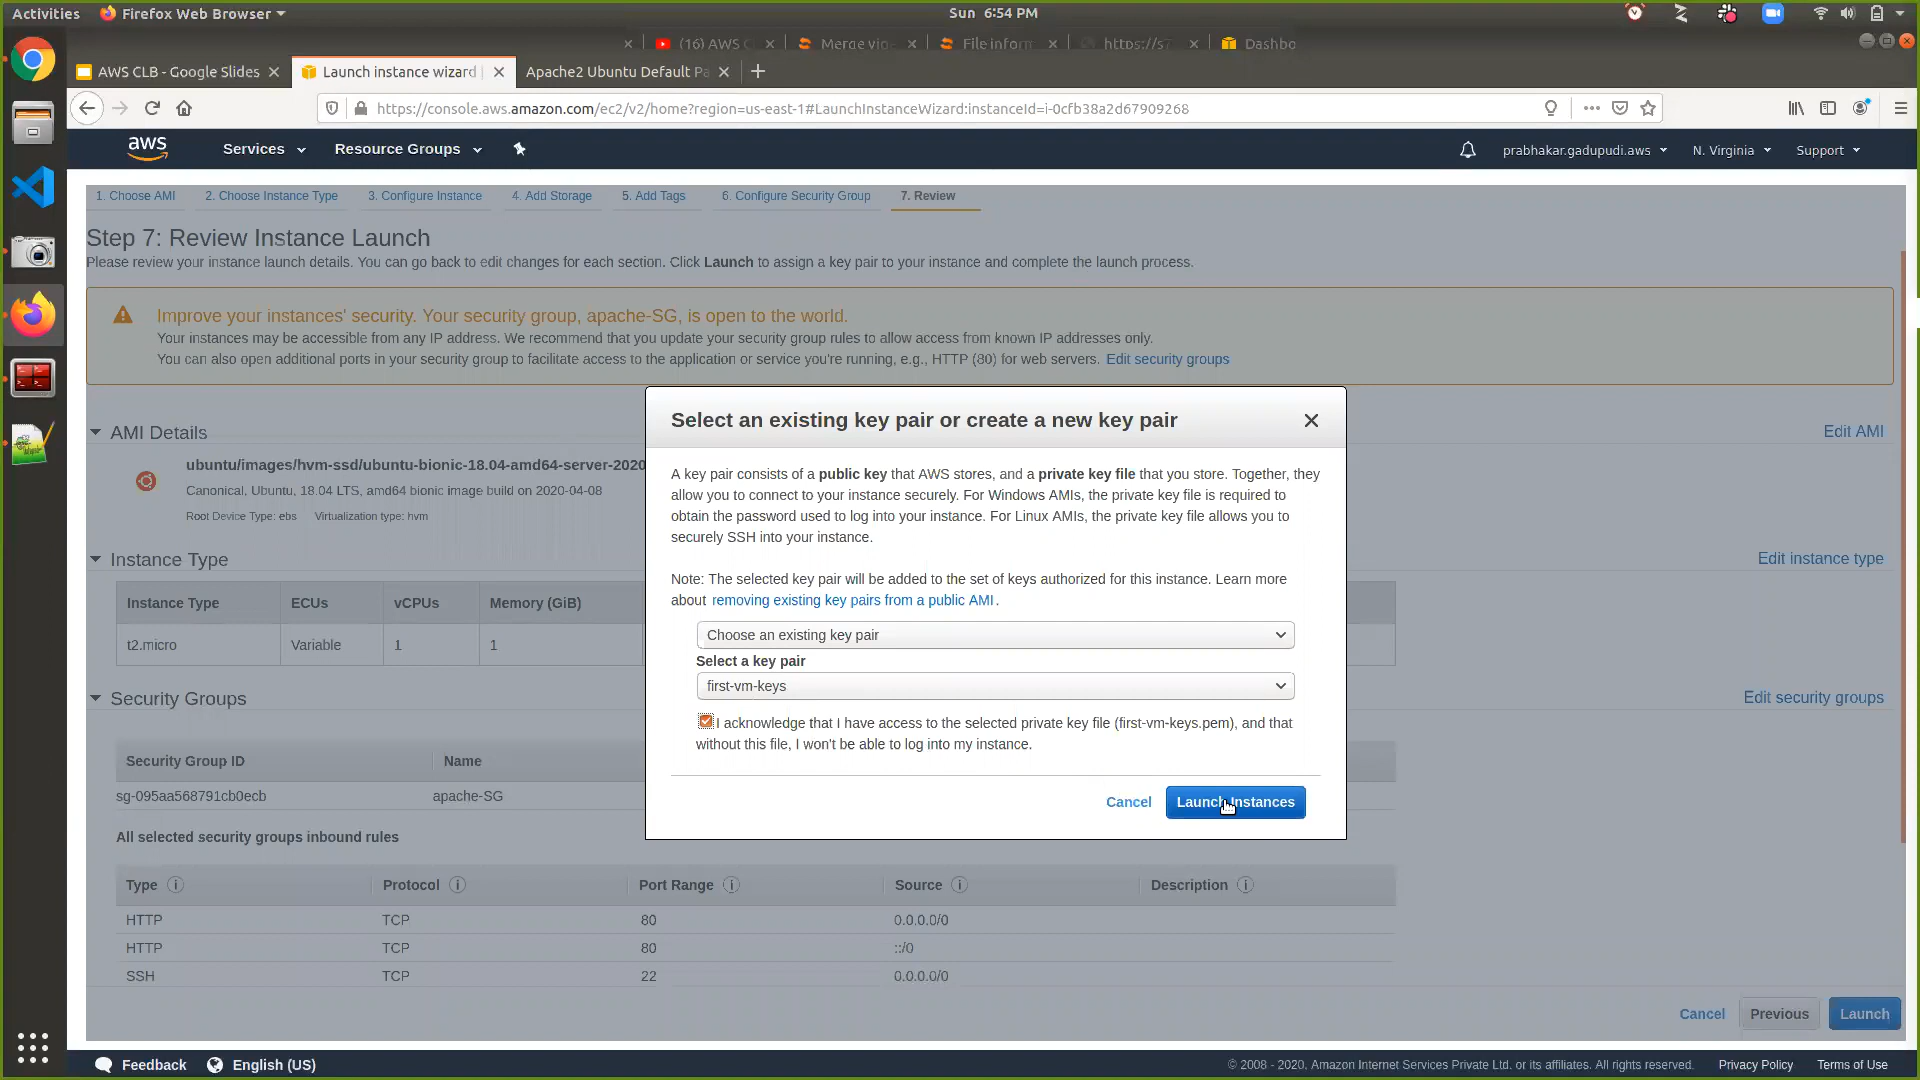 Activities Firefox Web Browser Sun 6:54 PM
(16) AWS C Merge vi File inform https://s7 Dashbo
AWS CLB - Google Slides Launch instance wizard Apache2 Ubuntu Default Pa
https://console.aws.amazon.com/ec2/v2/home?region=us-east-1#LaunchInstanceWizard:instanceId=i-0cfb38a2d67909268
aws Services Resource Groups prabhakar.gadupudi.aws N. Virginia Support
1. Choose AMI 2. Choose Instance Type 3. Configure Instance 4. Add Storage 5. Add Tags 6. Configure Security Group 7. Review
Step 7: Review Instance Launch
Please review your instance launch details. You can go back to edit changes for each section. Click Launch to assign a key pair to your instance and complete the launch process.
Improve your instances' security. Your security group, apache-SG, is open to the world.
Your instances may be accessible from any IP address. We recommend that you update your security group rules to allow access from known IP addresses only.
You can also open additional ports in your security group to facilitate access to the application or service you're running, e.g., HTTP (80) for web servers. Edit security groups
AMI Details Edit AMI
ubuntu/images/hvm-ssd/ubuntu-bionic-18.04-amd64-server-2020
Canonical, Ubuntu, 18.04 LTS, amd64 bionic image build on 2020-04-08
Root Device Type: ebs Virtualization type: hvm
Instance Type Edit instance type
Instance Type ECUs vCPUs Memory (GiB)
t2.micro Variable 1 1
Security Groups Edit security groups
Security Group ID Name
sg-095aa568791cb0ecb apache-SG
All selected security groups inbound rules
Type Protocol Port Range Source Description
HTTP TCP 80 0.0.0.0/0
HTTP TCP 80 ::/0
SSH TCP 22 0.0.0.0/0
Cancel Previous Launch
Select an existing key pair or create a new key pair
A key pair consists of a public key that AWS stores, and a private key file that you store. Together, they
allow you to connect to your instance securely. For Windows AMIs, the private key file is required to
obtain the password used to log into your instance. For Linux AMIs, the private key file allows you to
securely SSH into your instance.
Note: The selected key pair will be added to the set of keys authorized for this instance. Learn more
about removing existing key pairs from a public AMI.
Choose an existing key pair
Select a key pair
first-vm-keys
I acknowledge that I have access to the selected private key file (first-vm-keys.pem), and that
without this file, I won't be able to log into my instance.
Cancel Launch Instances
Feedback English (US) © 2008 - 2020, Amazon Internet Services Private Ltd. or its affiliates. All rights reserved. Privacy Policy Terms of Use